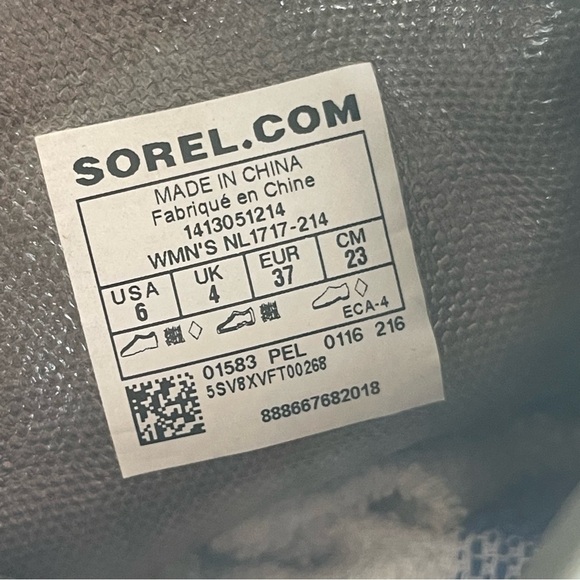 SOREL.COM
MADE IN CHINA
Fabriqué en Chine
1413051214
WMN'S NL1717-214
USA UK EUR CM
6 4 37 23
ECA-4
01583 PEL 0116 216
5SV8XVFT00268
888667682018